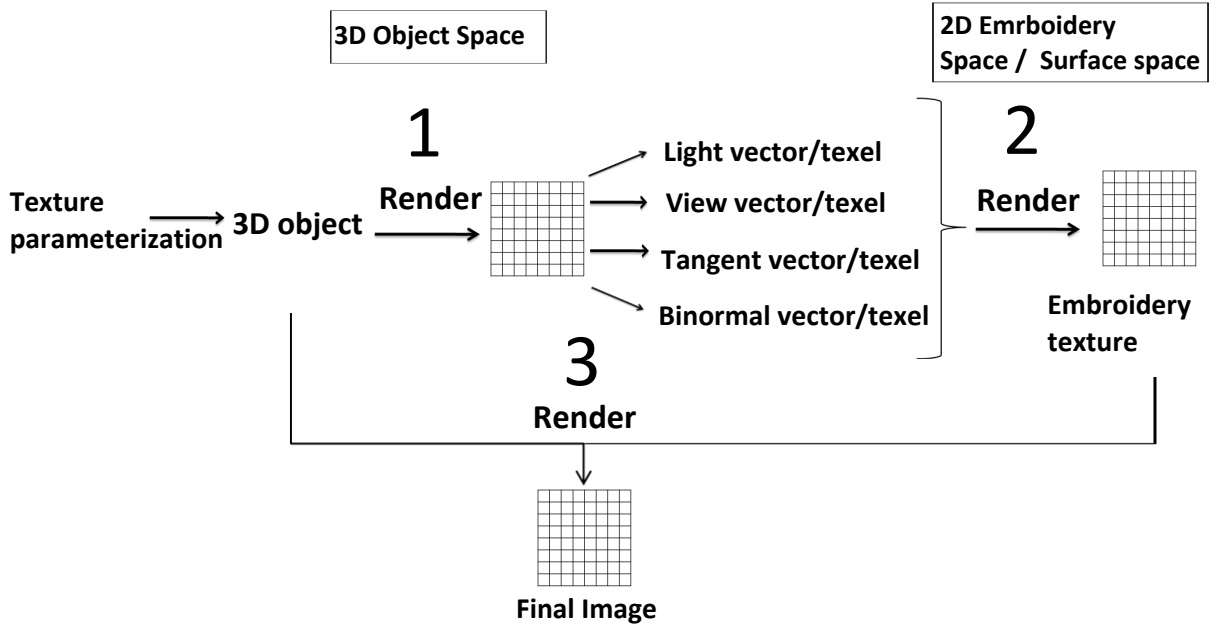 3D Object Space
2D Emrboidery
Space / Surface space
1
2
Light vector/texel
Render
View vector/texel
Render
Texture
parameterization
3D object
Tangent vector/texel
Binormal vector/texel
Embroidery
texture
3
Render
Final Image